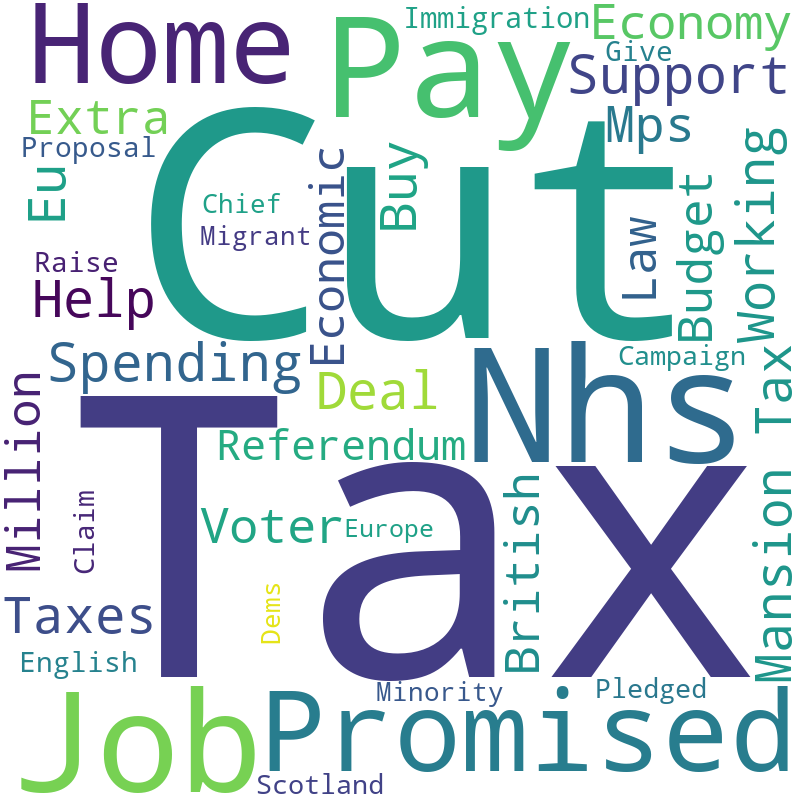 Home
Pay
Immigration
Economy
Give
Support
Extra
Proposal
Cut
Mps
Eu
Chief
Migrant
Economic
Buy
Law
Budget
Working
Raise
Help
Spending
Deal
Nhs
Campaign
Mansion Tax
Million
Tax
Referendum
Claim
Voter
Europe
British
Dems
Taxes
English
Job
Promised
Minority
Pledged
Scotland